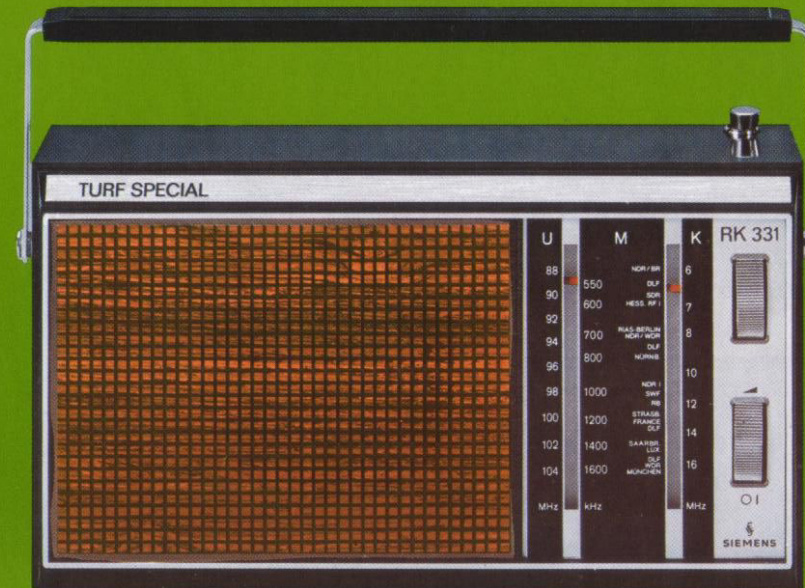 TURF SPECIAL
U M K RK 331
88
90
92
94
96
98
100
102
104
MHz
550
600
700
800
1000
1200
1400
1600
kHz
NDR/BR
DLF
SDR
HESS. RF I
RIAS-BERLIN
NDR/WDR
DLF
NÜRNB.
NDR I
SWF
RB
STRASB.
FRANCE
DLF
SAARBR.
LUX.
DLF
WDR
MÜNCHEN
6
7
8
10
12
14
16
MHz
O I
SIEMENS